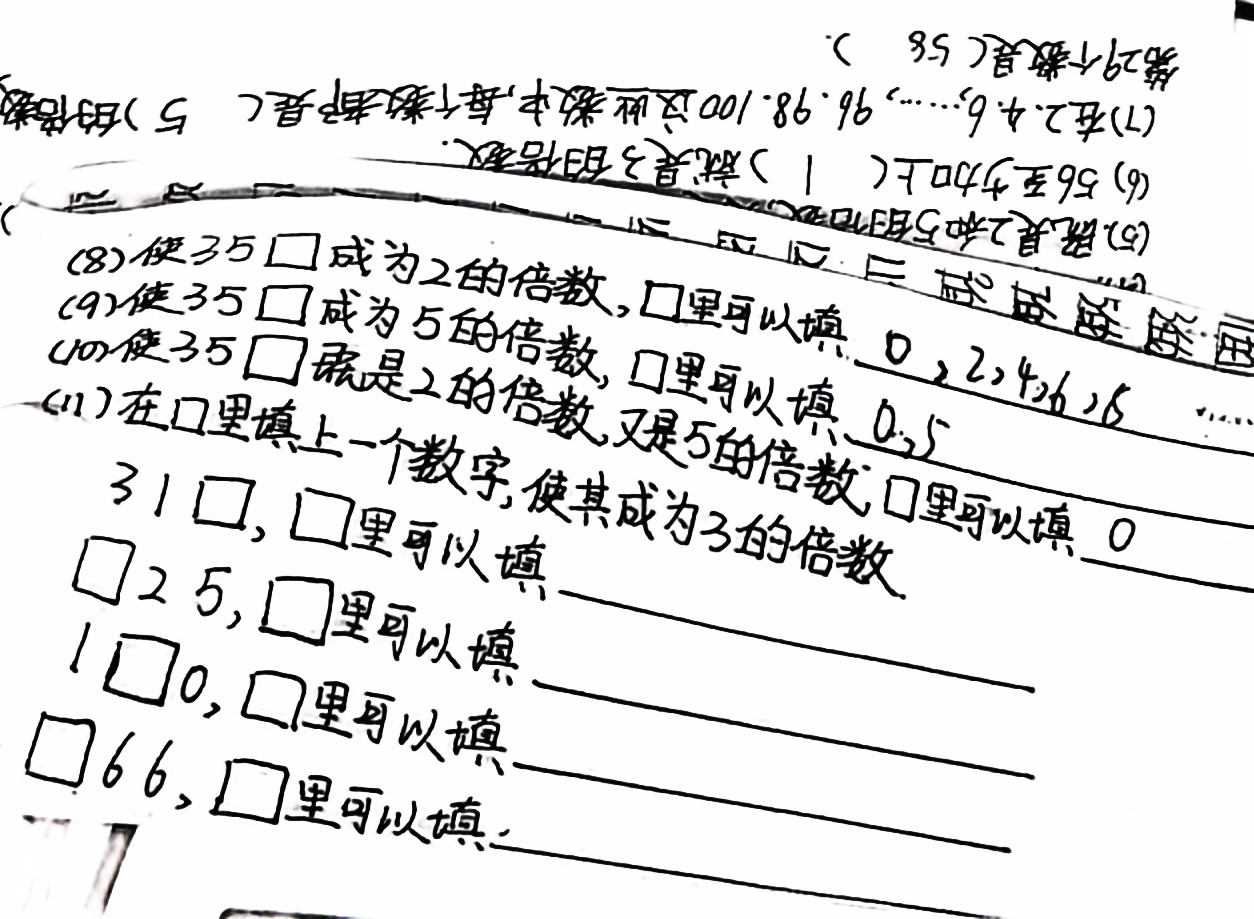 (5) 既是2和5的倍数
(6) 56至少加上( 1 )就是3的倍数.
(7) 在2.4.6,……,96.98.100这些数中,每个数都是( 5 )的倍数
第29个数是( 58 ).
(8) 使35□成为2的倍数,□里可以填 0,2,4,6,8
(9) 使35□成为5的倍数,□里可以填 0,5
(10) 使35□既是2的倍数,又是5的倍数,□里可以填 0
(11) 在□里填上一个数字,使其成为3的倍数.
31□,□里可以填
□25,□里可以填
1□0,□里可以填
□66,□里可以填